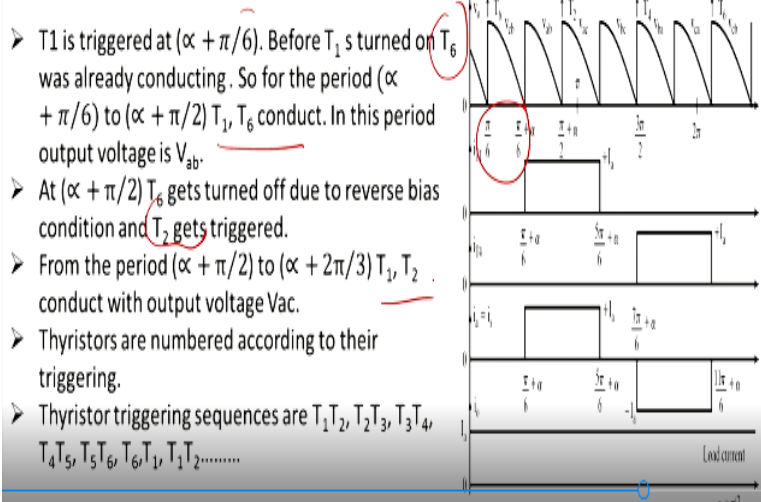 ➤ T1 is triggered at (∝ + π/6). Before T₁ s turned on T₆
was already conducting. So for the period (∝
+ π/6) to (∝ + π/2) T₁, T₆ conduct. In this period
output voltage is Vab.
➤ At (∝ + π/2) T₆ gets turned off due to reverse bias
condition and T₂ gets triggered.
➤ From the period (∝ + π/2) to (∝ + 2π/3) T₁, T₂
conduct with output voltage Vac.
➤ Thyristors are numbered according to their
triggering.
➤ Thyristor triggering sequences are T₁T₂, T₂T₃, T₃T₄,
T₄T₅, T₅T₆, T₆T₁, T₁T₂.........
0
π/6 π/6 + α π/2 + α 3π/2 2π
+I
0
π/6 + α 5π/6 + α
0
+I 7π/6 + α
0
π/6 + α 5π/6 + α 11π/6 + α
Load current
0